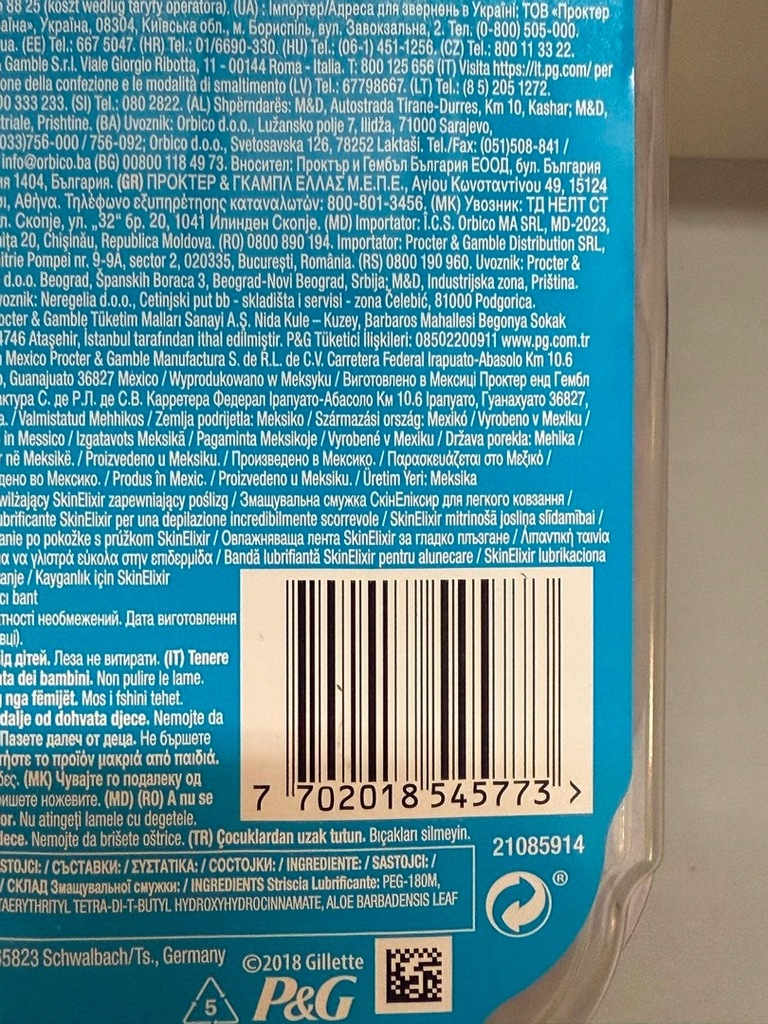 88 25 (koszt według taryfy operatora). (UA) : Імпортер/Адреса для звернень в Україні: ТОВ «Проктер
аїна», Україна, 08304, Київська обл., м. Бориспіль, вул. Завокзальна, 2. Тел. (0-800) 505-000.
ua. (EE) Tel.: 667 5047. (HR) Tel.: 01/6690-330. (HU) Tel.: (06-1) 451-1256, (CZ) Tel.: 800 11 33 22.
Gamble S.r.l. Viale Giorgio Ribotta, 11 - 00144 Roma - Italia. T: 800 125 656 (IT) Visita https://it.pg.com/ per
one della confezione e le modalità di smaltimento (LV) Tel.: 67798667. (LT) Tel.: (8 5) 205 1272.
00 333 233. (SI) Tel.: 080 2822. (AL) Shpërndarës: M&D, Autostrada Tirane-Durres, Km 10, Kashar; M&D,
triale, Prishtine. (BA) Uvoznik: Orbico d.o.o., Lužansko polje 7, Ilidža, 71000 Sarajevo,
033)756-000 / 756-092; Orbico d.o.o., Svetosavska 126, 78252 Laktaši. Tel./Fax: (051)508-841 /
info@orbico.ba (BG) 00800 118 49 73. Вносител: Проктър и Гембъл България ЕООД, бул. България
ия 1404, България. (GR) ΠΡΟΚΤΕΡ & ΓΚΑΜΠΛ ΕΛΛΑΣ Μ.Ε.Π.Ε., Αγίου Κωνσταντίνου 49, 15124
ι, Αθήνα. Τηλέφωνο εξυπηρέτησης καταναλωτών: 800-801-3456. (MK) Увозник: ТД НЕЛТ СТ
л. Скопје, ул. „32“ бр. 20, 1041 Илинден Скопје. (MD) Importator: Î.C.S. Orbico MA SRL, MD-2023,
ița 20, Chișinău, Republica Moldova. (RO) 0800 890 194. Importator: Procter & Gamble Distribution SRL,
itrie Pompei nr. 9-9A, sector 2, 020335, București, România. (RS) 0800 190 960. Uvoznik: Procter &
d.o.o. Beograd, Španskih Boraca 3, Beograd-Novi Beograd, Srbija; M&D, Industrijska zona, Priština.
voznik: Neregelia d.o.o., Cetinjski put bb - skladišta i servisi - zona Čelebić, 81000 Podgorica.
octer & Gamble Tüketim Malları Sanayi A.Ş. Nida Kule – Kuzey, Barbaros Mahallesi Begonya Sokak
4746 Ataşehir, İstanbul tarafından ithal edilmiştir. P&G Tüketici İlişkileri: 08502200911 www.pg.com.tr
n Mexico Procter & Gamble Manufactura S. de R.L. de C.V. Carretera Federal Irapuato-Abasolo Km 10.6
o, Guanajuato 36827 México / Wyprodukowano w Meksyku / Виготовлено в Мексиці Проктер енд Гембл
актура С. де Р.Л. де С.В. Карретера Федерал Ірапуато-Абасоло Км 10.6 Ірапуато, Гуанахуато 36827,
а. / Valmistatud Mehhikos / Zemlja podrijetla: Meksiko / Származási ország: Mexikó / Vyrobeno v Mexiku /
in Messico / Izgatavots Meksikā / Pagaminta Meksikoje / Vyrobené v Mexiku / Država porekla: Mehika /
r në Meksikë. / Proizvedeno u Meksiku. / Произведено в Мексико. / Παρασκευάζεται στο Μεξικό /
дено во Мексико. / Produs în Mexic. / Proizvedeno u Meksiku. / Üretim Yeri: Meksika
wilżający SkinElixir zapewniający poślizg / Змащувальна смужка СкінЕліксир для легкого ковзання /
ubrificante SkinElixir per una depilazione incredibilmente scorrevole / SkinElixir mitrinošā josliņa slīdamībai /
anie po pokožke s prúžkom SkinElixir / Овлажняваща лента SkinElixir за гладко плъзгане / Λιπαντική ταινία
α να γλιστρά εύκολα στην επιδερμίδα / Bandă lubrifiantă SkinElixir pentru alunecare / SkinElixir lubrikaciona
anje / Kayganlık için SkinElixir
cı bant
тності необмежений. Дата виготовлення
вці).
ід дітей. Леза не витирати. (IT) Tenere
ata dei bambini. Non pulire le lame.
g nga fëmijët. Mos i fshini tehet.
dalje od dohvata djece. Nemojte da
Пазете далеч от деца. Не бършете
τήστε το προϊόν μακριά από παιδιά.
δες. (MK) Чувајте го подалеку од
ришете ножевите. (MD) (RO) A nu se
or. Nu atingeți lamele cu degetele.
dece. Nemojte da brišete oštrice. (TR) Çocuklardan uzak tutun. Bıçakları silmeyin.
7 702018 545773 >
21085914
STOJCI: / СЪСТАВКИ: / ΣΥΣΤΑΤΙΚΑ: / СОСТОЈКИ: / INGREDIENTE: / SASTOJCI: /
/ СКЛАД Змащувальної смужки: / INGREDIENTS Striscia Lubrificante: PEG-180M,
TAERYTHRITYL TETRA-DI-T-BUTYL HYDROXYHYDROCINNAMATE, ALOE BARBADENSIS LEAF
®
65823 Schwalbach/Ts., Germany
©2018 Gillette
5
P&G